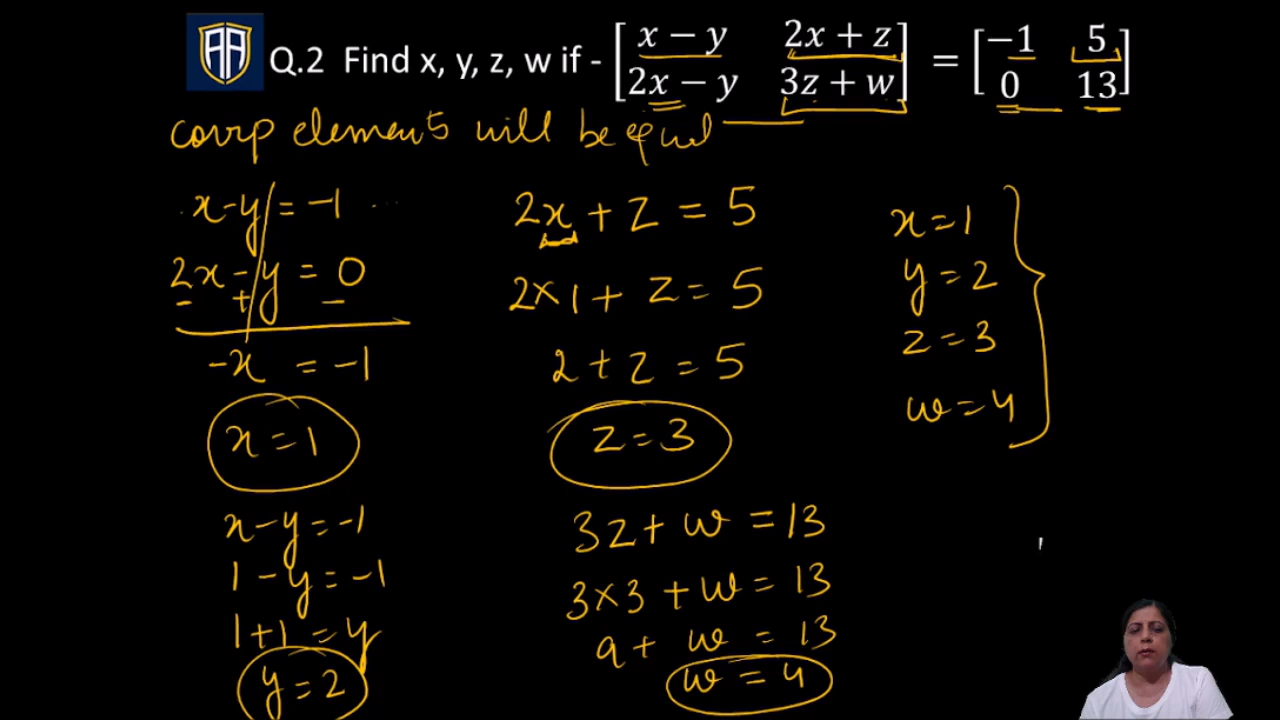 AA
Q.2 Find x, y, z, w if - [x − y 2x + z] = [−1 5]
[2x − y 3z + w] [0 13]
corrp elements will be equal
x-y = -1
2x - y = 0
- + -
-x = -1
x = 1
x-y = -1
1 - y = -1
1+1 = y
y = 2
2x + z = 5
2×1 + z = 5
2 + z = 5
z = 3
3z + w = 13
3×3 + w = 13
9 + w = 13
w = 4
x = 1
y = 2
z = 3
w = 4